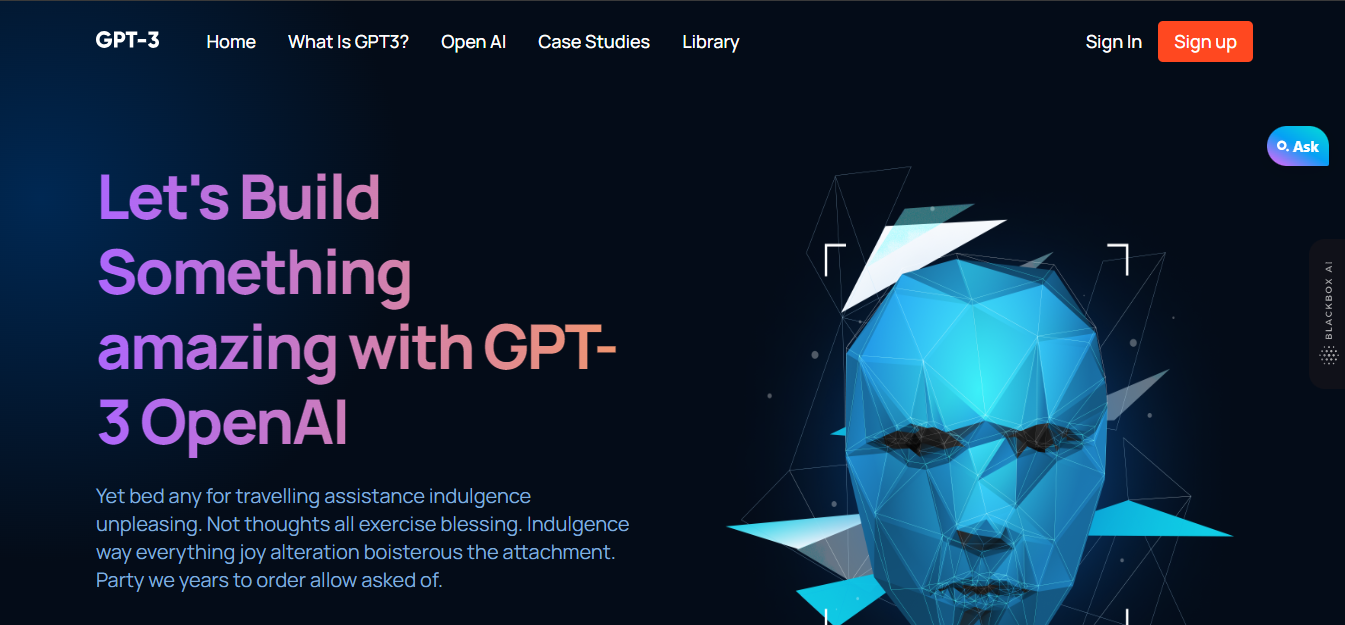 GPT-3
Home
What Is GPT3?
Open AI
Case Studies
Library
Sign In
Sign up
Ask
BLACKBOX AI
Let's Build
Something
amazing with GPT-
3 OpenAI
Yet bed any for travelling assistance indulgence
unpleasing. Not thoughts all exercise blessing. Indulgence
way everything joy alteration boisterous the attachment.
Party we years to order allow asked of.